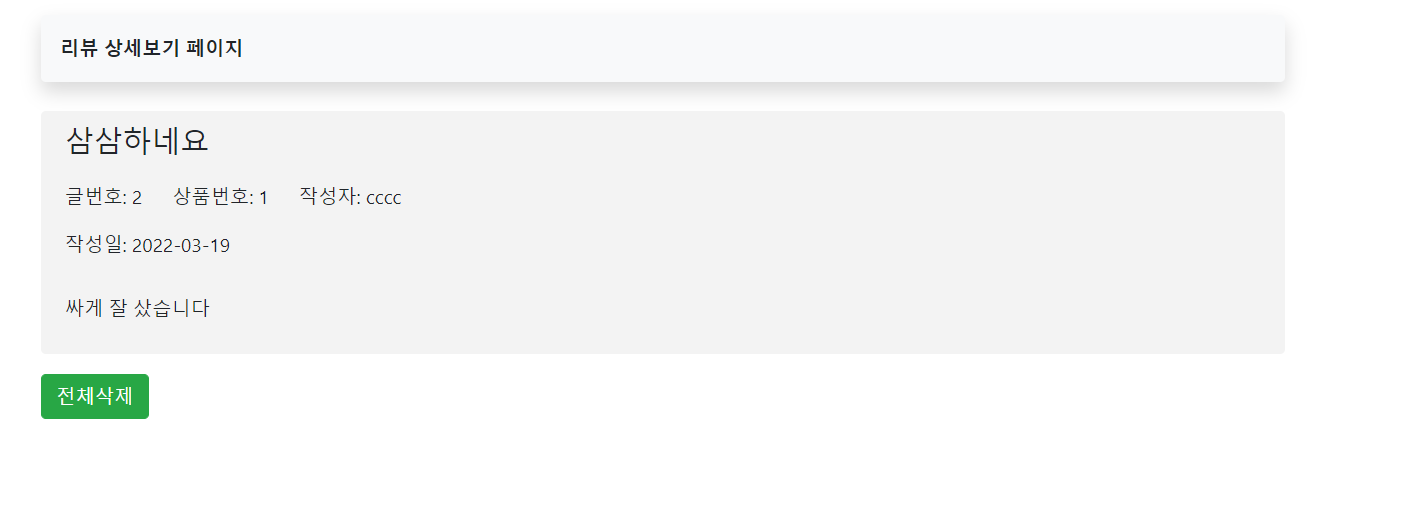 리뷰 상세보기 페이지
삼삼하네요
글번호: 2 상품번호: 1 작성자: cccc
작성일: 2022-03-19
싸게 잘 샀습니다
전체삭제